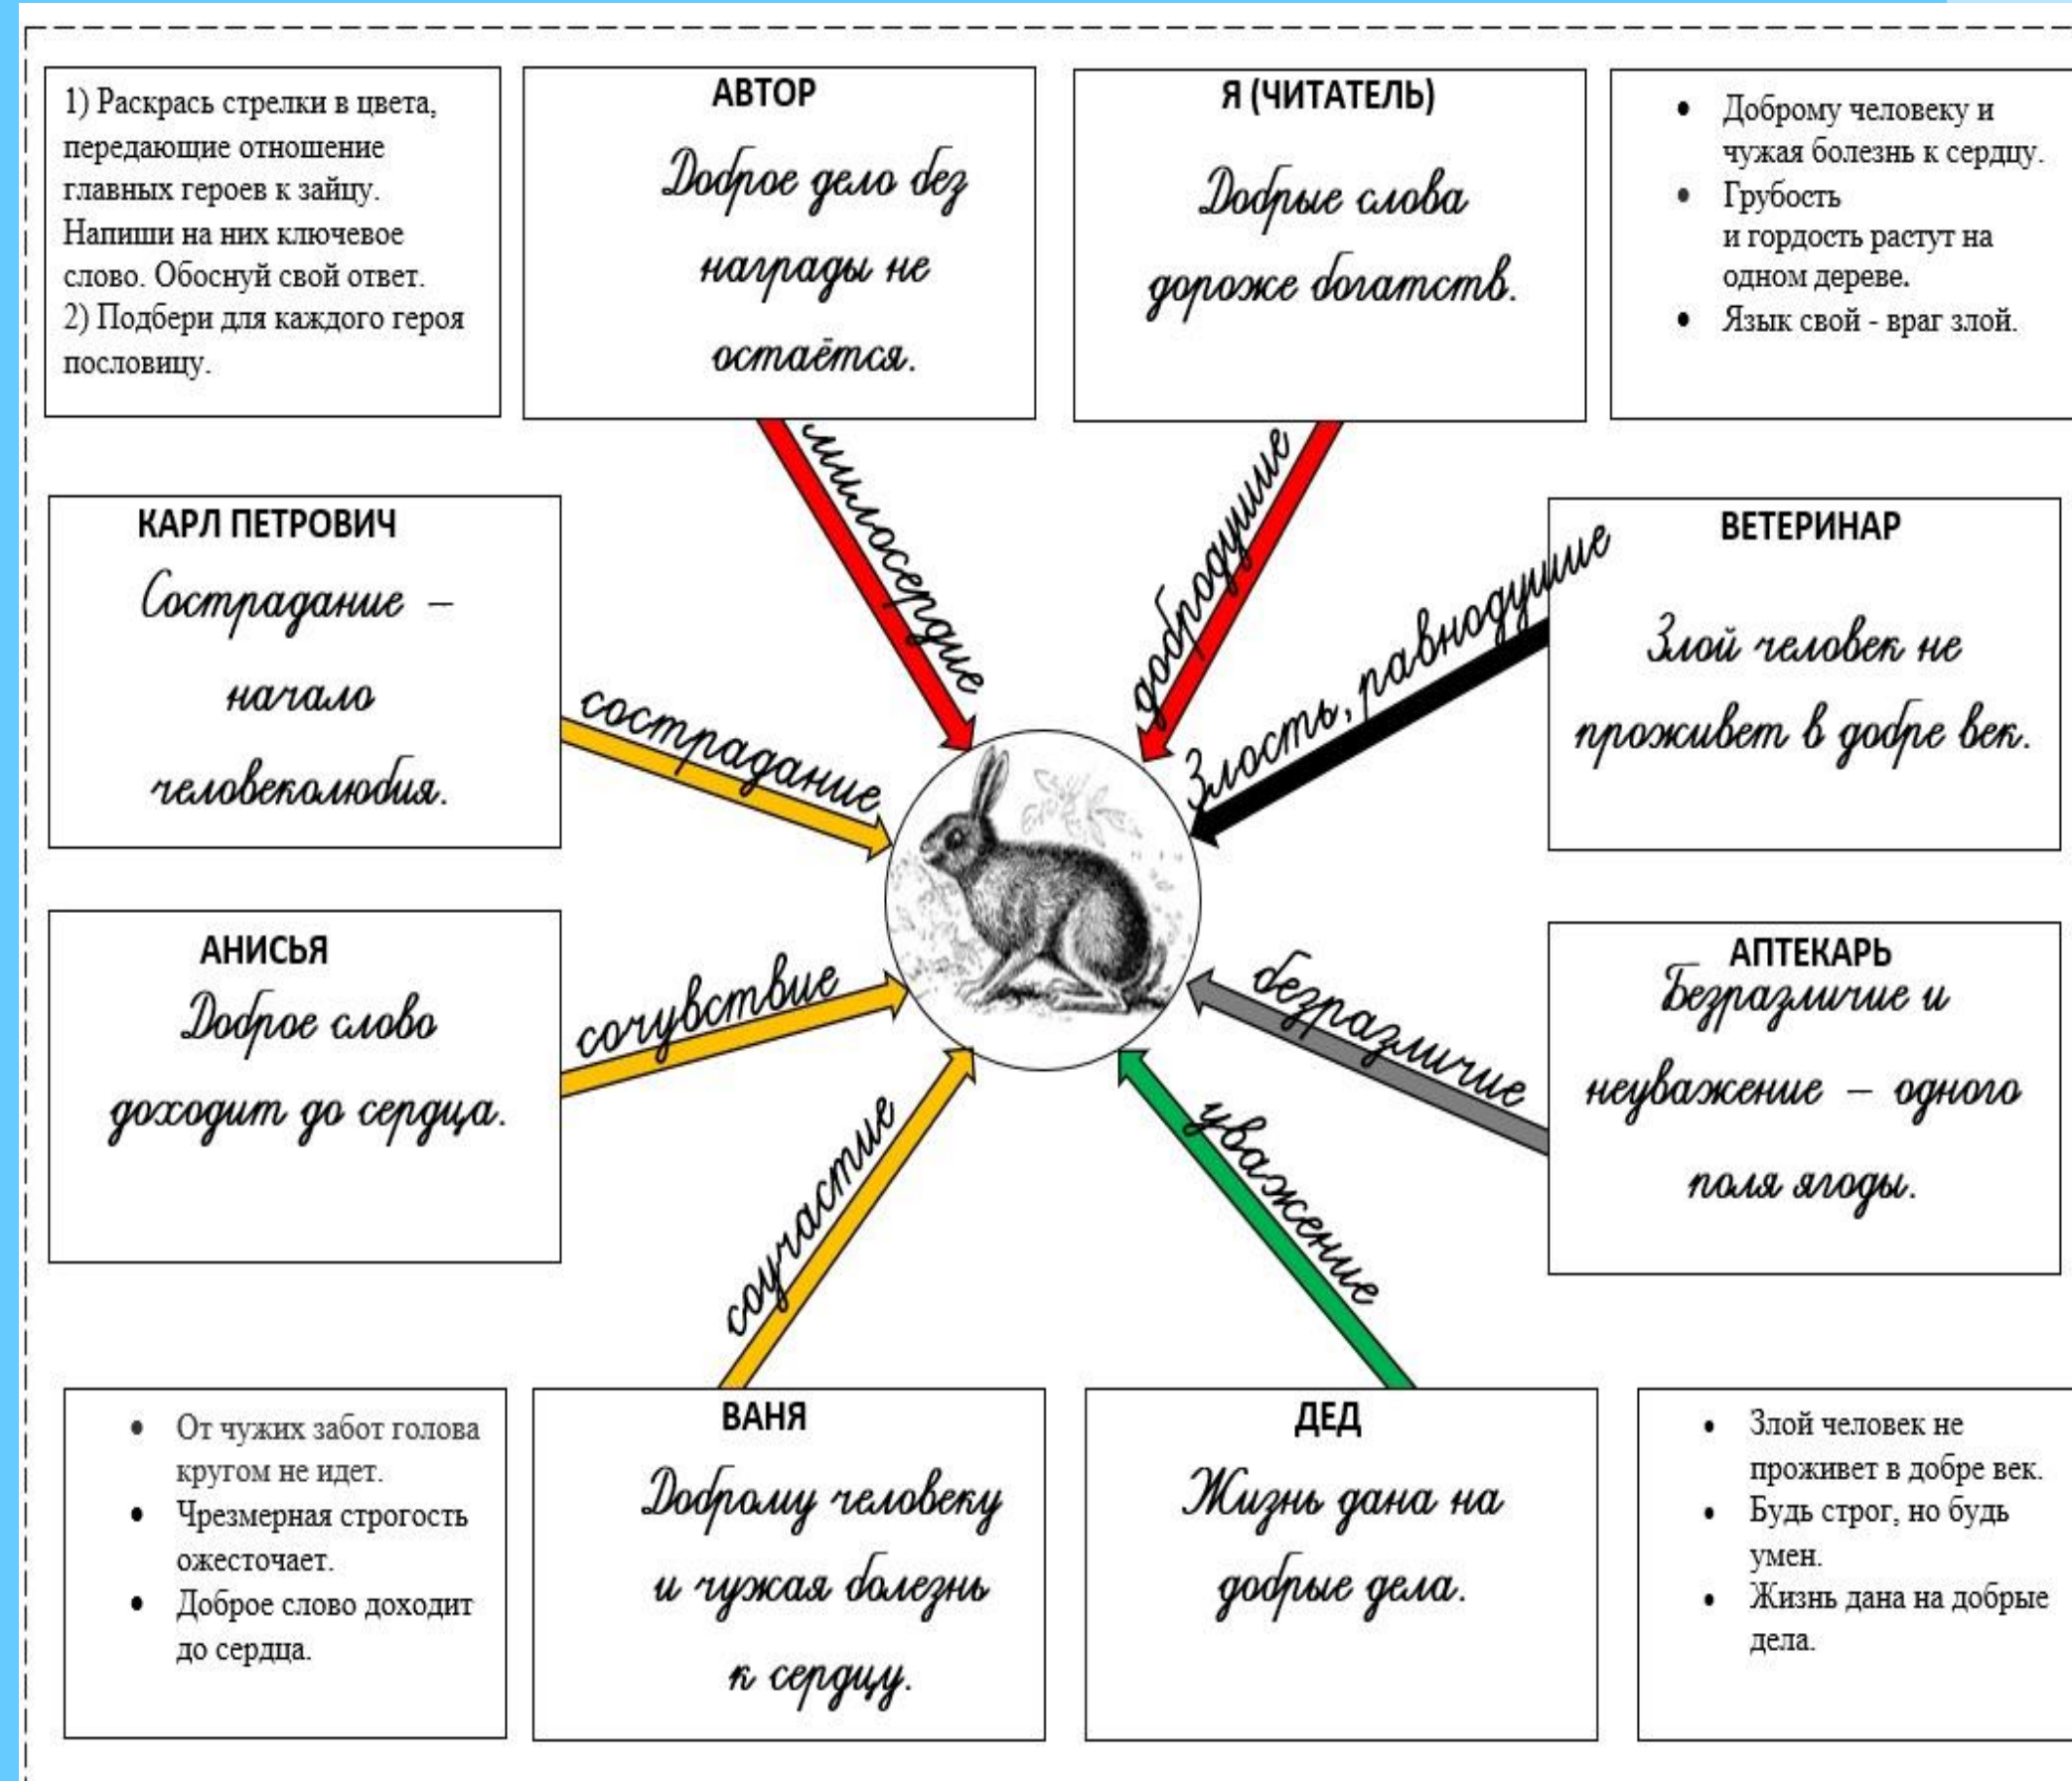 1) Раскрась стрелки в цвета,
передающие отношение
главных героев к зайцу.
Напиши на них ключевое
слово. Обоснуй свой ответ.
2) Подбери для каждого героя
пословицу.
АВТОР
Доброе дело без
награды не
остаётся.
Я (ЧИТАТЕЛЬ)
Добрые слова
дороже богатств.
• Доброму человеку и
чужая болезнь к сердцу.
• Грубость
и гордость растут на
одном дереве.
• Язык свой - враг злой.
милосердие
добродушие
КАРЛ ПЕТРОВИЧ
Сострадание –
начало
человеколюбия.
сострадание
Злость, равнодушие
ВЕТЕРИНАР
Злой человек не
проживет в добре век.
АНИСЬЯ
Доброе слово
доходит до сердца.
сочувствие
безразличие
АПТЕКАРЬ
Безразличие и
неуважение – одного
поля ягоды.
соучастие
уважение
• От чужих забот голова
кругом не идет.
• Чрезмерная строгость
ожесточает.
• Доброе слово доходит
до сердца.
ВАНЯ
Доброму человеку
и чужая болезнь
к сердцу.
ДЕД
Жизнь дана на
добрые дела.
• Злой человек не
проживет в добре век.
• Будь строг, но будь
умен.
• Жизнь дана на добрые
дела.